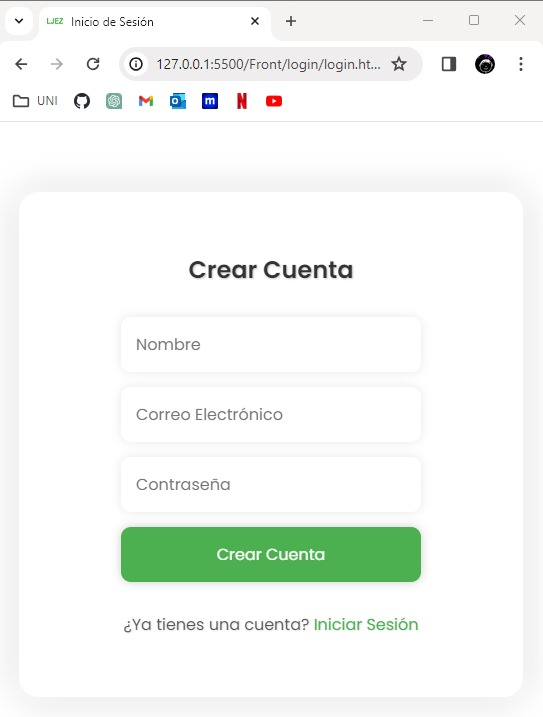 LJEZ Inicio de Sesión
127.0.0.1:5500/Front/login/login.ht...
UNI
Crear Cuenta
Nombre
Correo Electrónico
Contraseña
Crear Cuenta
¿Ya tienes una cuenta? Iniciar Sesión